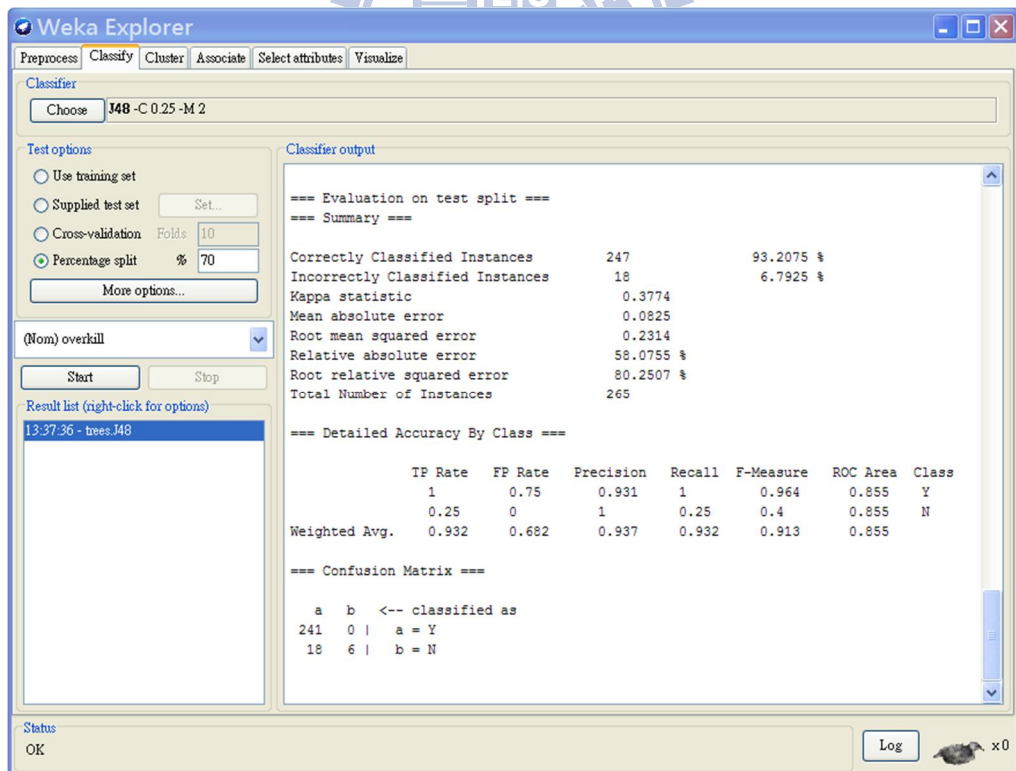 Weka Explorer
Preprocess Classify Cluster Associate Select attributes Visualize
Classifier
Choose J48 -C 0.25 -M 2
Test options
Use training set
Supplied test set Set...
Cross-validation Folds 10
Percentage split % 70
More options...
(Nom) overkill
Start Stop
Result list (right-click for options)
13:37:36 - trees.J48
Classifier output
=== Evaluation on test split ===
=== Summary ===
Correctly Classified Instances 247 93.2075 %
Incorrectly Classified Instances 18 6.7925 %
Kappa statistic 0.3774
Mean absolute error 0.0825
Root mean squared error 0.2314
Relative absolute error 58.0755 %
Root relative squared error 80.2507 %
Total Number of Instances 265
=== Detailed Accuracy By Class ===
TP Rate FP Rate Precision Recall F-Measure ROC Area Class
1 0.75 0.931 1 0.964 0.855 Y
0.25 0 1 0.25 0.4 0.855 N
Weighted Avg. 0.932 0.682 0.937 0.932 0.913 0.855
=== Confusion Matrix ===
a b <-- classified as
241 0 | a = Y
18 6 | b = N
Status
OK
Log x 0